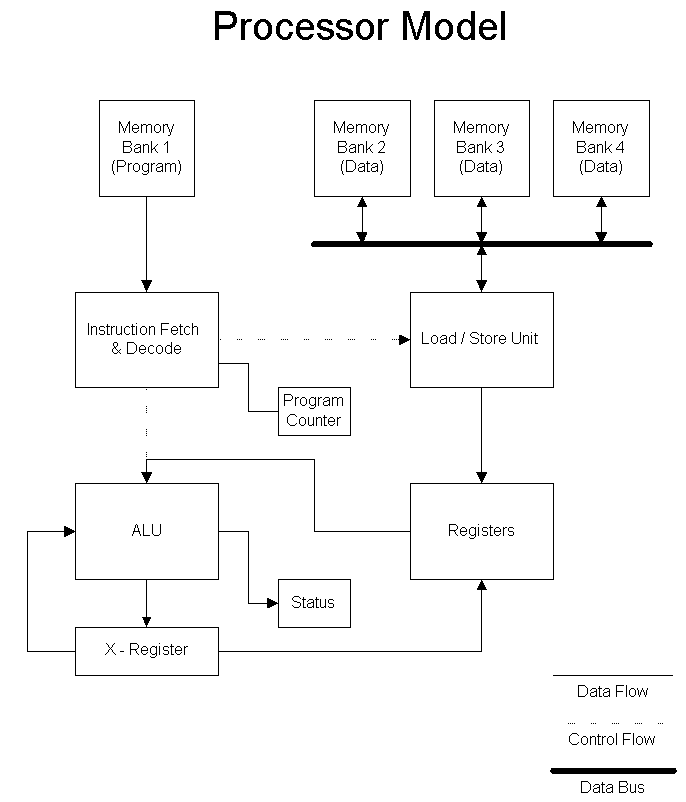 Processor Model
Memory
Bank 1
(Program)
Memory
Bank 2
(Data)
Memory
Bank 3
(Data)
Memory
Bank 4
(Data)
Instruction Fetch
& Decode
Load / Store Unit
Program
Counter
ALU
Registers
Status
X - Register
Data Flow
Control Flow
Data Bus